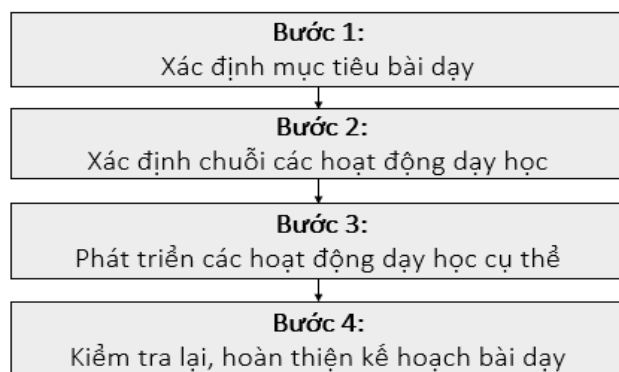 Bước 1:
Xác định mục tiêu bài dạy
Bước 2:
Xác định chuỗi các hoạt động dạy học
Bước 3:
Phát triển các hoạt động dạy học cụ thể
Bước 4:
Kiểm tra lại, hoàn thiện kế hoạch bài dạy